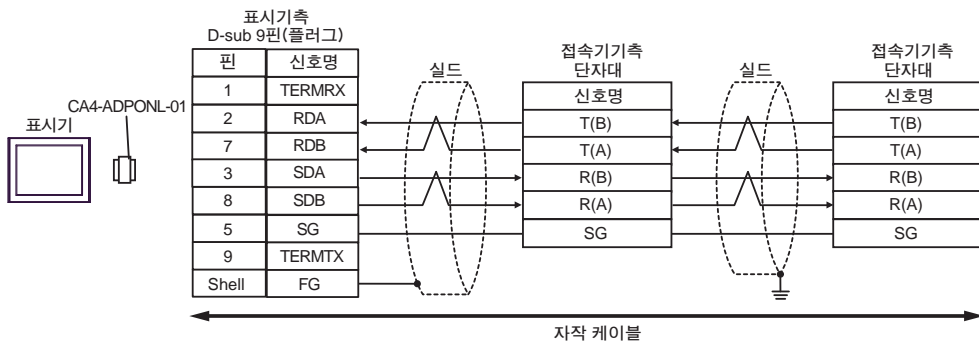 표시기측
D-sub 9핀(플러그)
핀 신호명
1 TERMRX
2 RDA
7 RDB
3 SDA
8 SDB
5 SG
9 TERMTX
Shell FG
CA4-ADPONL-01
표시기
실드
접속기기측
단자대
신호명
T(B)
T(A)
R(B)
R(A)
SG
실드
접속기기측
단자대
신호명
T(B)
T(A)
R(B)
R(A)
SG
자작 케이블